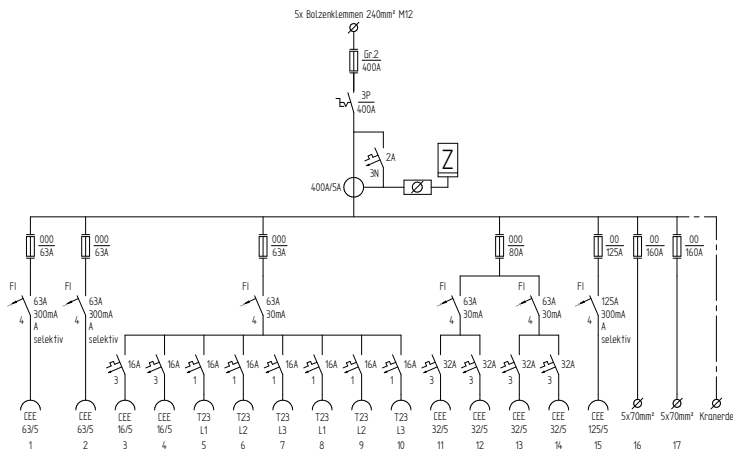 5x Bolzenklemmen 240mm² M12
Gr.2
400A
3P
400A
2A
3N
Z
400A/5A
000
63A
000
63A
000
63A
000
80A
00
125A
00
160A
00
160A
FI
63A
300mA
A
selektiv
4
FI
63A
300mA
A
selektiv
4
FI
63A
30mA
4
FI
63A
30mA
4
FI
63A
30mA
4
FI
125A
300mA
A
selektiv
4
16A
3
16A
3
16A
1
16A
1
16A
1
16A
1
16A
1
16A
1
32A
3
32A
3
32A
3
32A
3
CEE
63/5
1
CEE
63/5
2
CEE
16/5
3
CEE
16/5
4
T23
L1
5
T23
L2
6
T23
L3
7
T23
L1
8
T23
L2
9
T23
L3
10
CEE
32/5
11
CEE
32/5
12
CEE
32/5
13
CEE
32/5
14
CEE
125/5
15
5x70mm²
16
5x70mm²
17
Kranerde